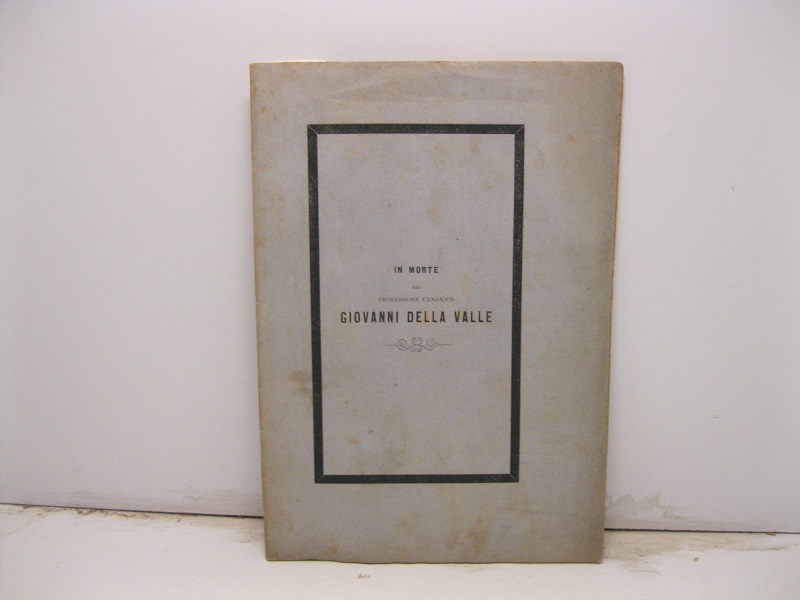 IN MORTE
DEL
PROFESSORE CANONICO
GIOVANNI DELLA VALLE